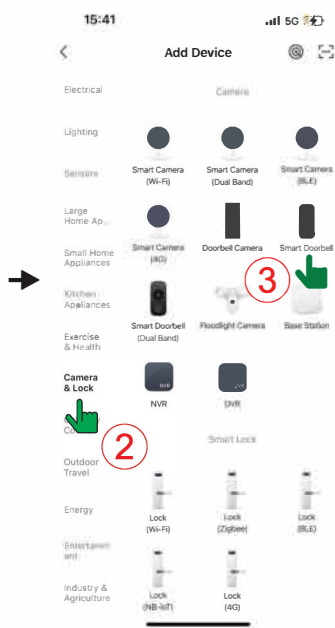 15:41
5G
Add Device
Electrical
Lighting
Sensors
Large
Home Ap...
Small Home
Appliances
Kitchen
Appliances
Exercise
& Health
Camera
& Lock
Outdoor
Travel
Energy
Entertainm
ent
Industry &
Agriculture
Camera
Smart Camera
(Wi-Fi)
Smart Camera
(Dual Band)
Smart Camera
(BLE)
Smart Camera
(4G)
Doorbell Camera
Smart Doorbell
3
Smart Doorbell
(Dual Band)
Floodlight Camera
Base Station
NVR
NVR
DVR
2
Smart Lock
Lock
(Wi-Fi)
Lock
(Zigbee)
Lock
(BLE)
Lock
(NB-IoT)
Lock
(4G)